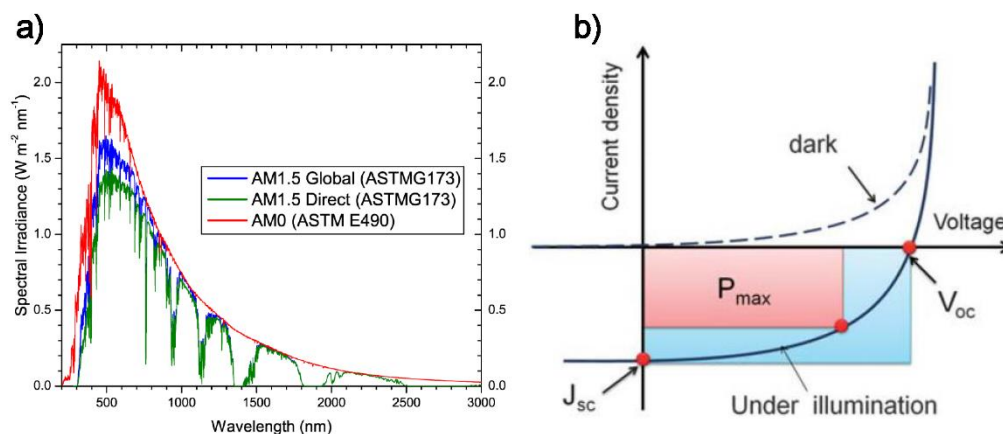 a)
Spectral Irradiance (W m⁻² nm⁻¹)
2.0
1.5
1.0
0.5
0.0
2.0
1.5
1.0
0.5
0.0
AM1.5 Global (ASTMG173)
AM1.5 Direct (ASTMG173)
AM0 (ASTM E490)
500 1000 1500 2000 2500 3000
Wavelength (nm)
b)
Current density
dark
Voltage
Pmax
Voc
Jsc
Under illumination